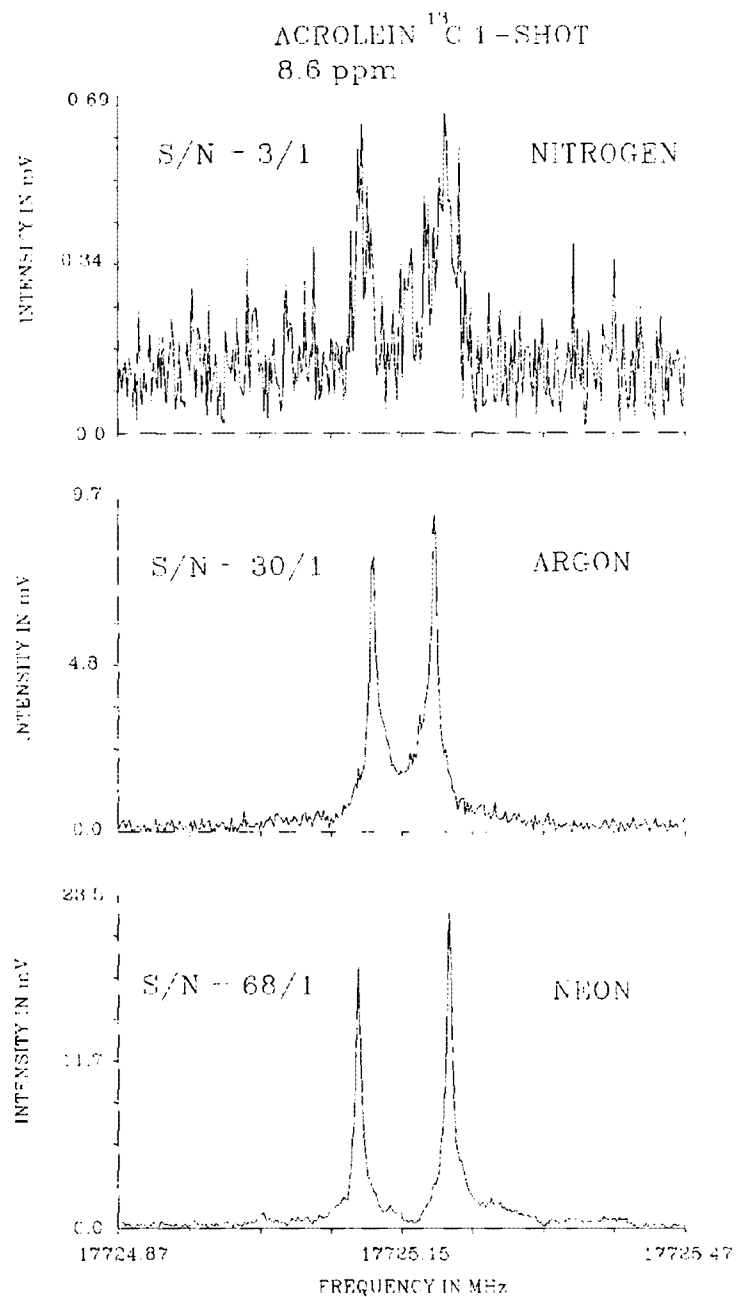 ACROLEIN ¹³C 1-SHOT
8.6 ppm
0.69
S/N - 3/1
NITROGEN
INTENSITY IN mV
0.34
0.0
9.7
S/N - 30/1
ARGON
INTENSITY IN mV
4.8
0.0
23.5
S/N - 68/1
NEON
INTENSITY IN mV
11.7
0.0
17724.87
17725.15
17725.47
FREQUENCY IN MHz